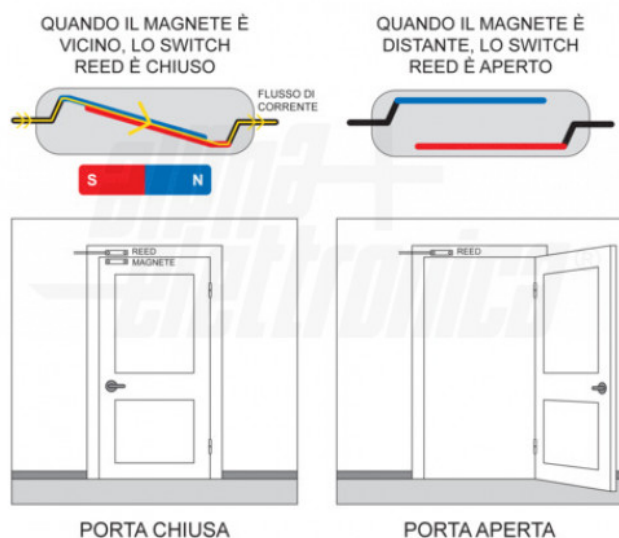 QUANDO IL MAGNETE È
VICINO, LO SWITCH
REED È CHIUSO
FLUSSO DI
CORRENTE
S N
QUANDO IL MAGNETE È
DISTANTE, LO SWITCH
REED È APERTO
REED
MAGNETE
REED
PORTA CHIUSA
PORTA APERTA
elettronica®